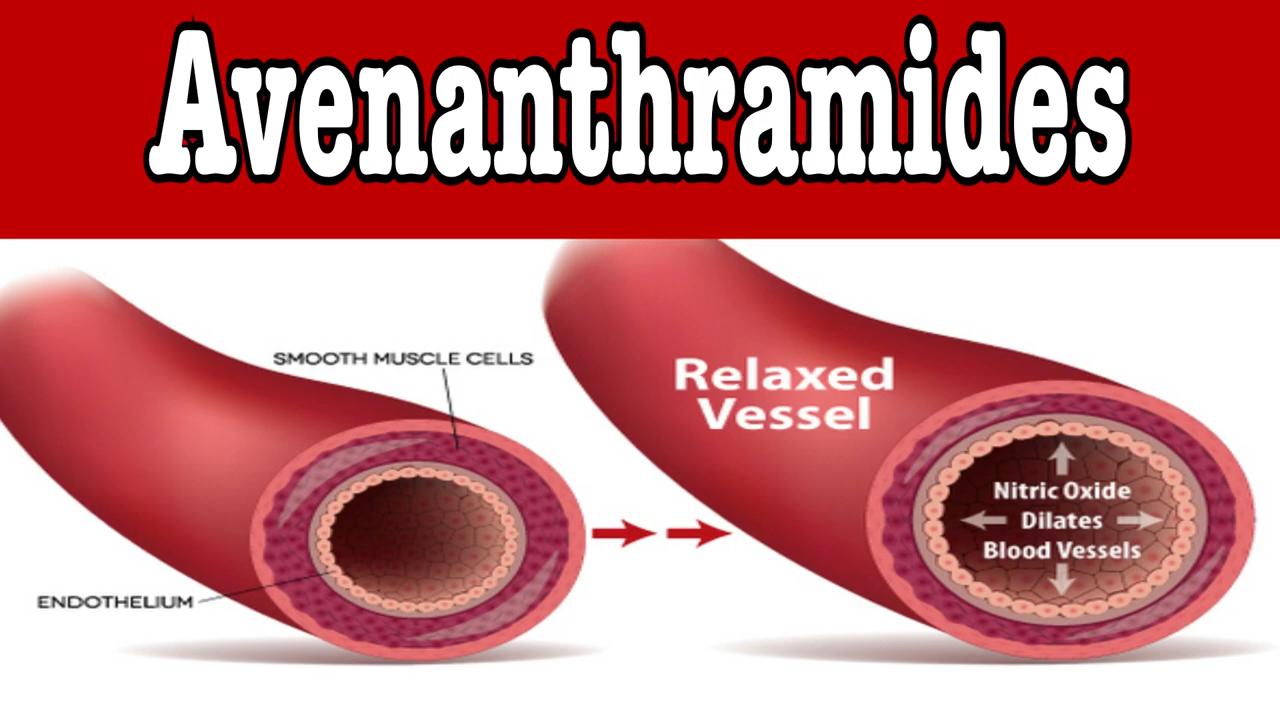 Avenanthramides
SMOOTH MUSCLE CELLS
ENDOTHELIUM
Relaxed
Vessel
Nitric Oxide
Dilates
Blood Vessels